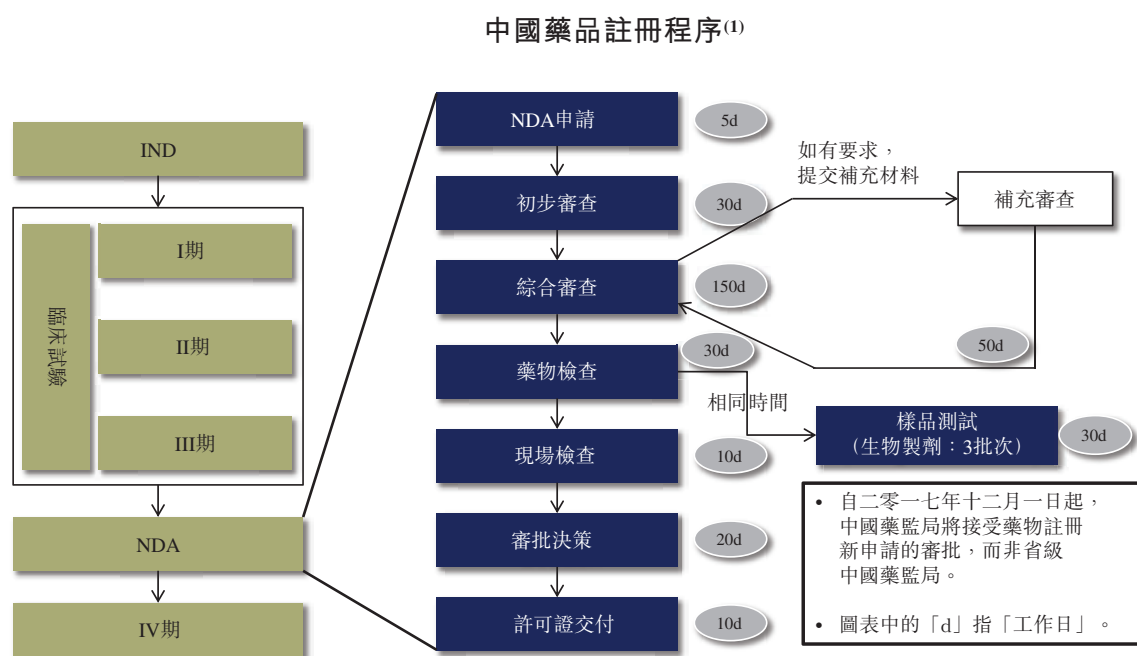 中國藥品註冊程序(1)
IND
臨床試驗
I期
II期
III期
NDA
IV期
NDA申請
5d
初步審查
30d
綜合審查
150d
藥物檢查
30d
現場檢查
10d
審批決策
20d
許可證交付
10d
如有要求，
提交補充材料
補充審查
50d
相同時間
樣品測試
(生物製劑：3批次)
30d
• 自二零一七年十二月一日起，
中國藥監局將接受藥物註冊
新申請的審批，而非省級
中國藥監局。
• 圖表中的「d」指「工作日」。